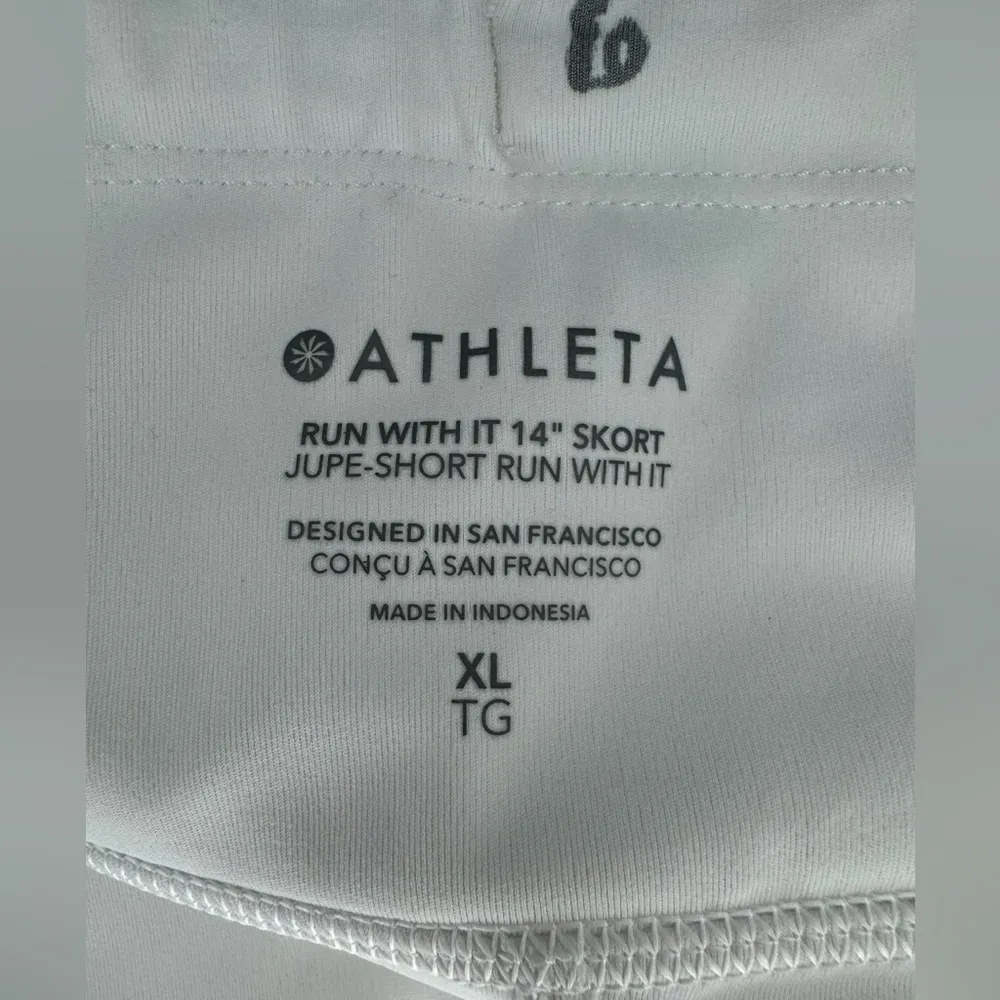 ATHLETA
RUN WITH IT 14" SKORT
JUPE-SHORT RUN WITH IT
DESIGNED IN SAN FRANCISCO
CONÇU À SAN FRANCISCO
MADE IN INDONESIA
XL
TG